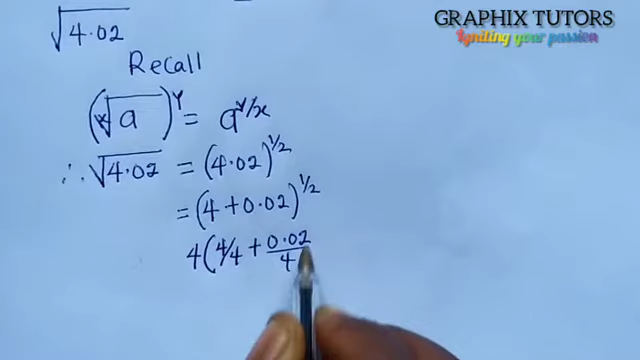 GRAPHIX TUTORS
Igniting your passion
√4.02
Recall
(ˣ√a)ʸ = a^(y/x)
∴ √4.02 = (4.02)^(1/2)
= (4 + 0.02)^(1/2)
4(4/4 + 0.02/4